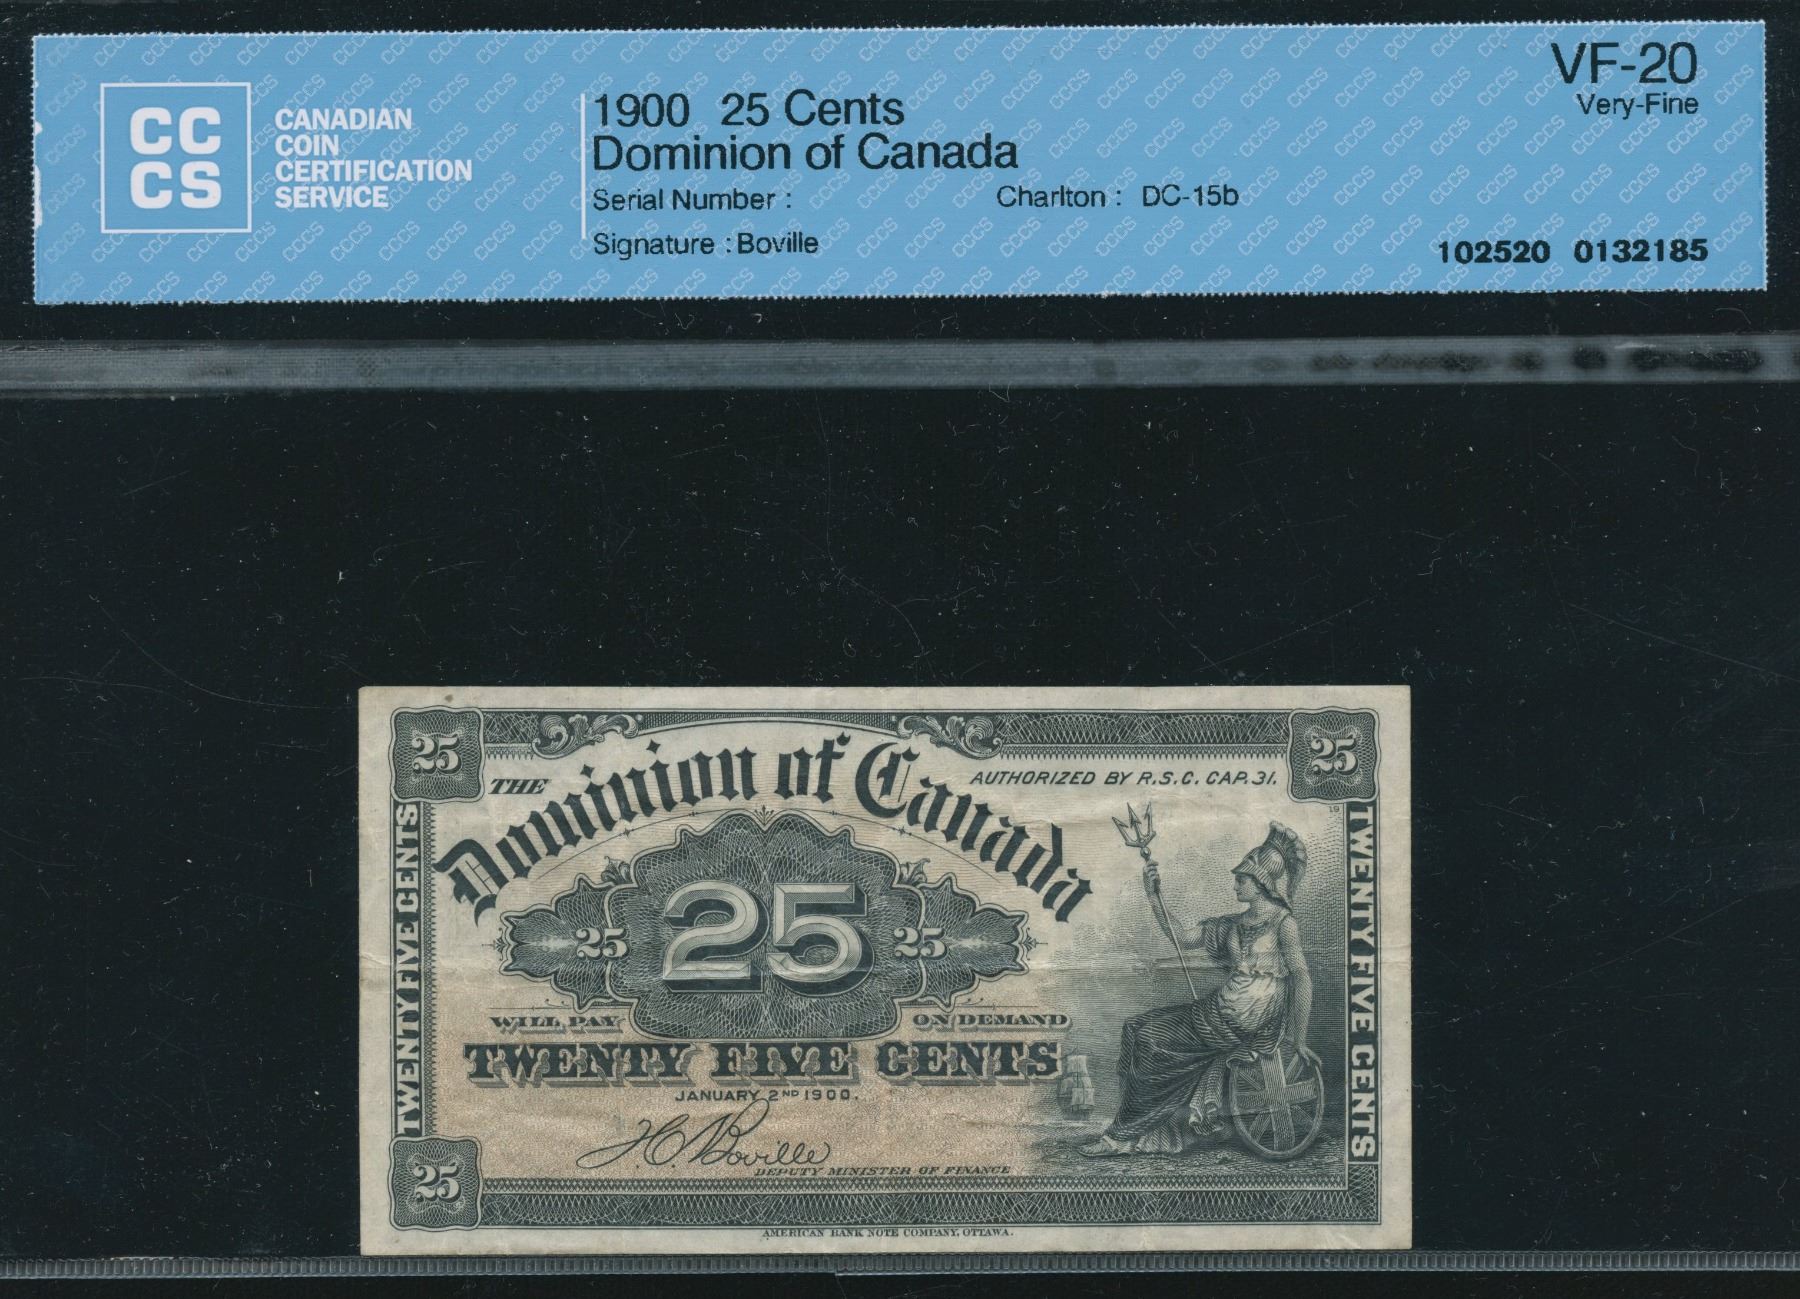 CC
CS
CANADIAN
COIN
CERTIFICATION
SERVICE
1900 25 Cents
Dominion of Canada
Serial Number :
Charlton : DC-15b
Signature : Boville
VF-20
Very-Fine
102520 0132185
25
25
THE
Dominion of Canada
AUTHORIZED BY R.S.C. CAP. 31.
19
TWENTY FIVE CENTS
TWENTY FIVE CENTS
25
25
25
WILL PAY
ON DEMAND
TWENTY FIVE CENTS
JANUARY 2ND 1900.
Boville
DEPUTY MINISTER OF FINANCE
25
AMERICAN BANK NOTE COMPANY, OTTAWA.